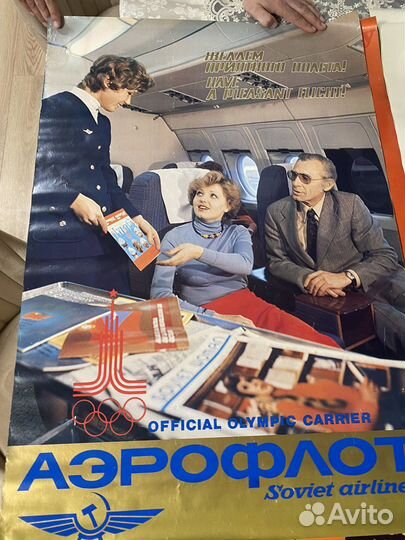 ЖЕЛАЕМ
ПРИЯТНОГО ПОЛЕТА!
HAVE
A PLEASANT FLIGHT!
OFFICIAL OLYMPIC CARRIER
АЭРОФЛОТ
Soviet airline
Avito